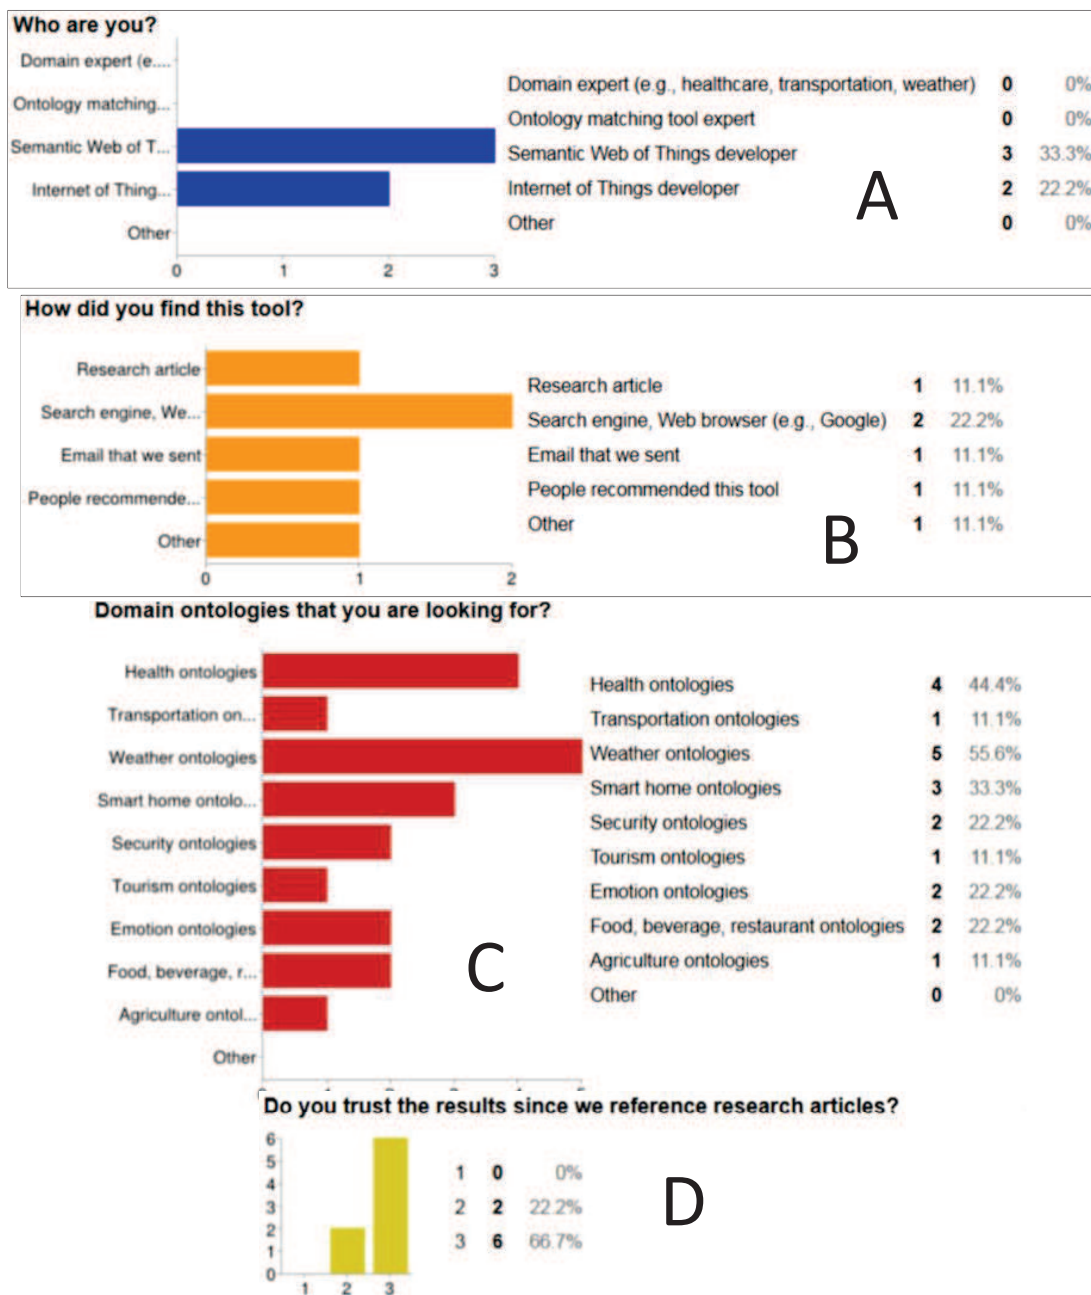 Who are you?
Domain expert (e....
Ontology matching...
Semantic Web of T...
Internet of Thing...
Other
0 1 2 3
Domain expert (e.g., healthcare, transportation, weather) 0 0%
Ontology matching tool expert 0 0%
Semantic Web of Things developer 3 33.3%
Internet of Things developer 2 22.2%
Other 0 0%
A
How did you find this tool?
Research article
Search engine, We...
Email that we sent
People recommende...
Other
0 1 2
Research article 1 11.1%
Search engine, Web browser (e.g., Google) 2 22.2%
Email that we sent 1 11.1%
People recommended this tool 1 11.1%
Other 1 11.1%
B
Domain ontologies that you are looking for?
Health ontologies
Transportation on...
Weather ontologies
Smart home ontolo...
Security ontologies
Tourism ontologies
Emotion ontologies
Food, beverage, r...
Agriculture ontol...
Other
Health ontologies 4 44.4%
Transportation ontologies 1 11.1%
Weather ontologies 5 55.6%
Smart home ontologies 3 33.3%
Security ontologies 2 22.2%
Tourism ontologies 1 11.1%
Emotion ontologies 2 22.2%
Food, beverage, restaurant ontologies 2 22.2%
Agriculture ontologies 1 11.1%
Other 0 0%
C
Do you trust the results since we reference research articles?
6
5
4
3
2
1
0
1 2 3
1 0 0%
2 2 22.2%
3 6 66.7%
D